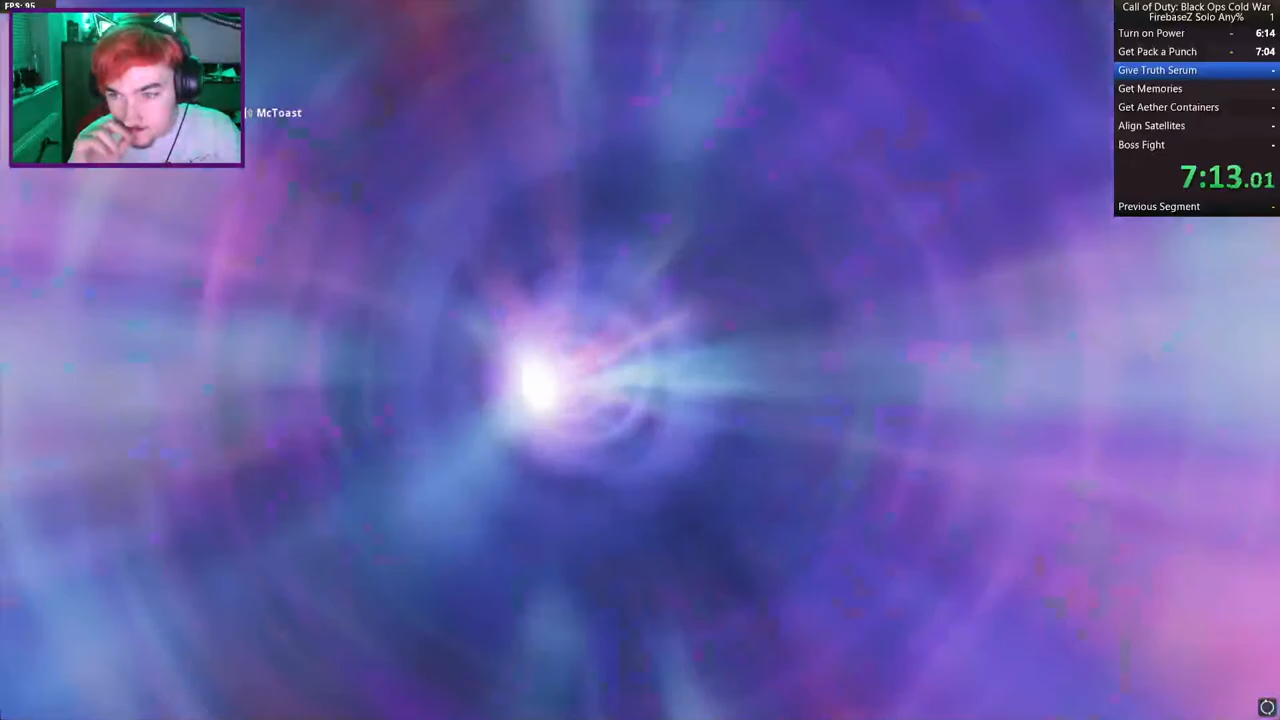 FPS: 95
McToast
Call of Duty: Black Ops Cold War
FirebaseZ Solo Any% 1
Turn on Power - 6:14
Get Pack a Punch - 7:04
Give Truth Serum -
Get Memories -
Get Aether Containers -
Align Satellites -
Boss Fight -
7:13.01
Previous Segment -